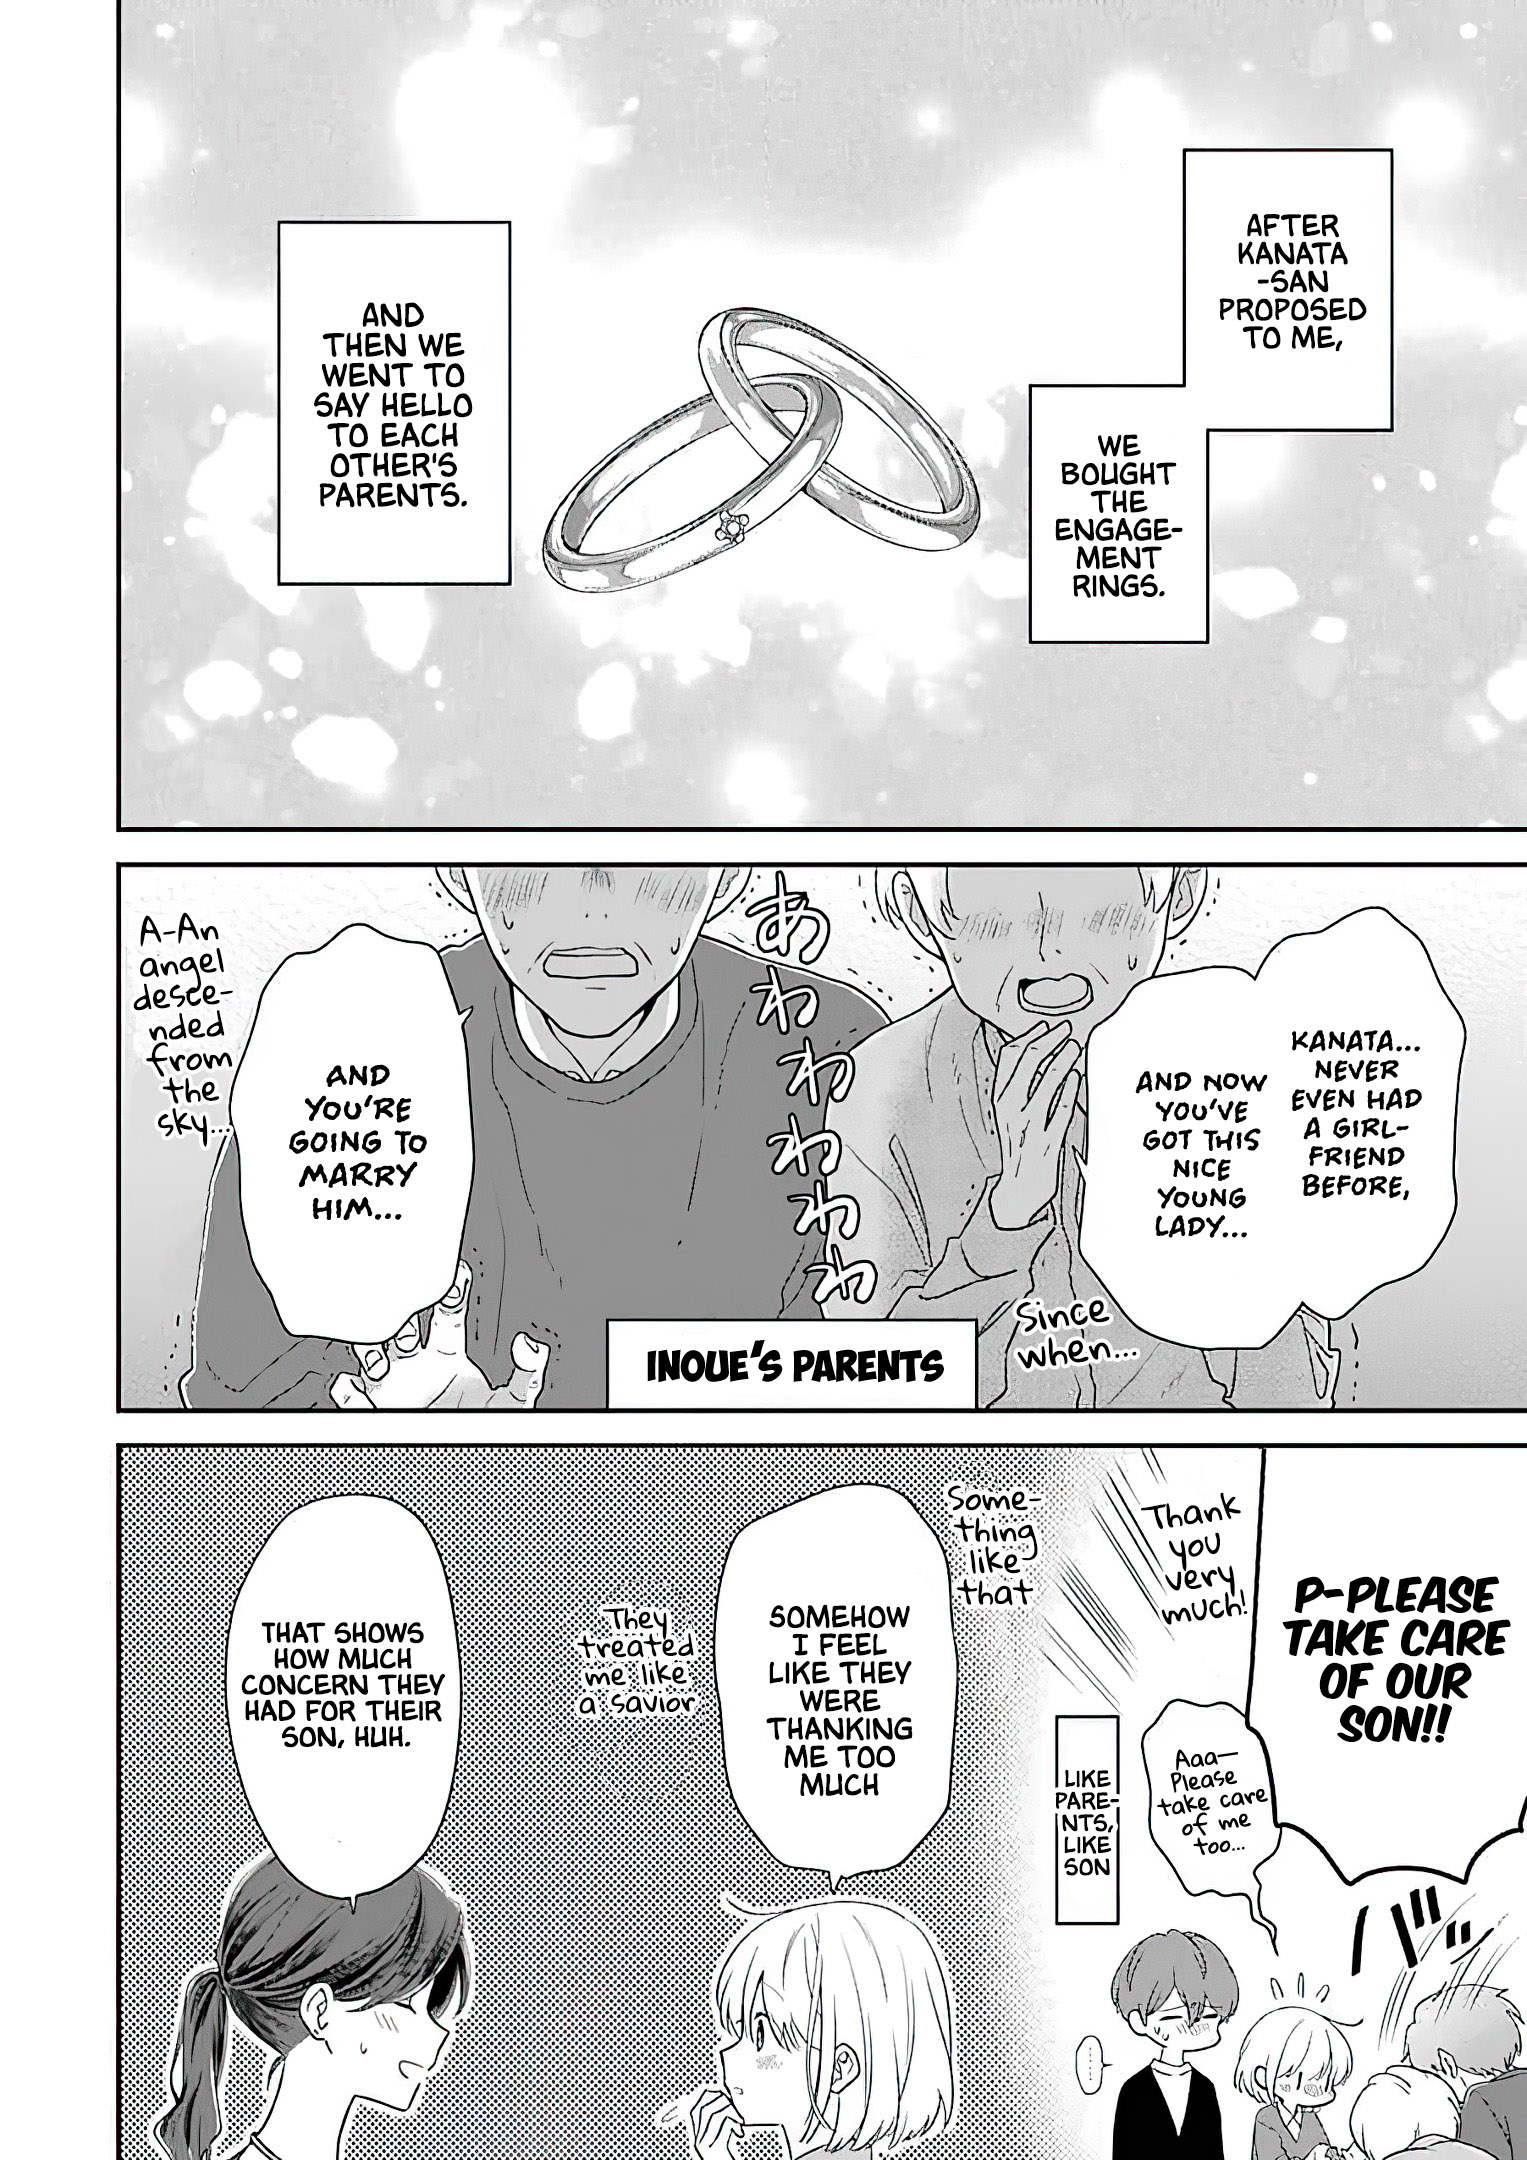 AFTER
KANATA
-SAN
PROPOSED
TO ME,
WE
BOUGHT
THE
ENGAGE-
MENT
RINGS.
AND
THEN WE
WENT TO
SAY HELLO
TO EACH
OTHER'S
PARENTS.
KANATA...
NEVER
EVEN HAD
A GIRL-
FRIEND
BEFORE,
AND NOW
YOU'VE
GOT THIS
NICE
YOUNG
LADY...
Since
when...
あわわわわわ
INOUE'S PARENTS
AND
YOU'RE
GOING TO
MARRY
HIM...
A-An
angel
desce-
nded
from
the
sky...
P-PLEASE
TAKE CARE
OF OUR
SON!!
Thank
you
very
much!
バッ
Aaa—
Please
take care
of me
too...
LIKE
PARE-
NTS,
LIKE
SON
......
Some-
thing
like
that
SOMEHOW
I FEEL
LIKE THEY
WERE
THANKING
ME TOO
MUCH
They
treated
me like
a savior
THAT SHOWS
HOW MUCH
CONCERN THEY
HAD FOR THEIR
SON, HUH.